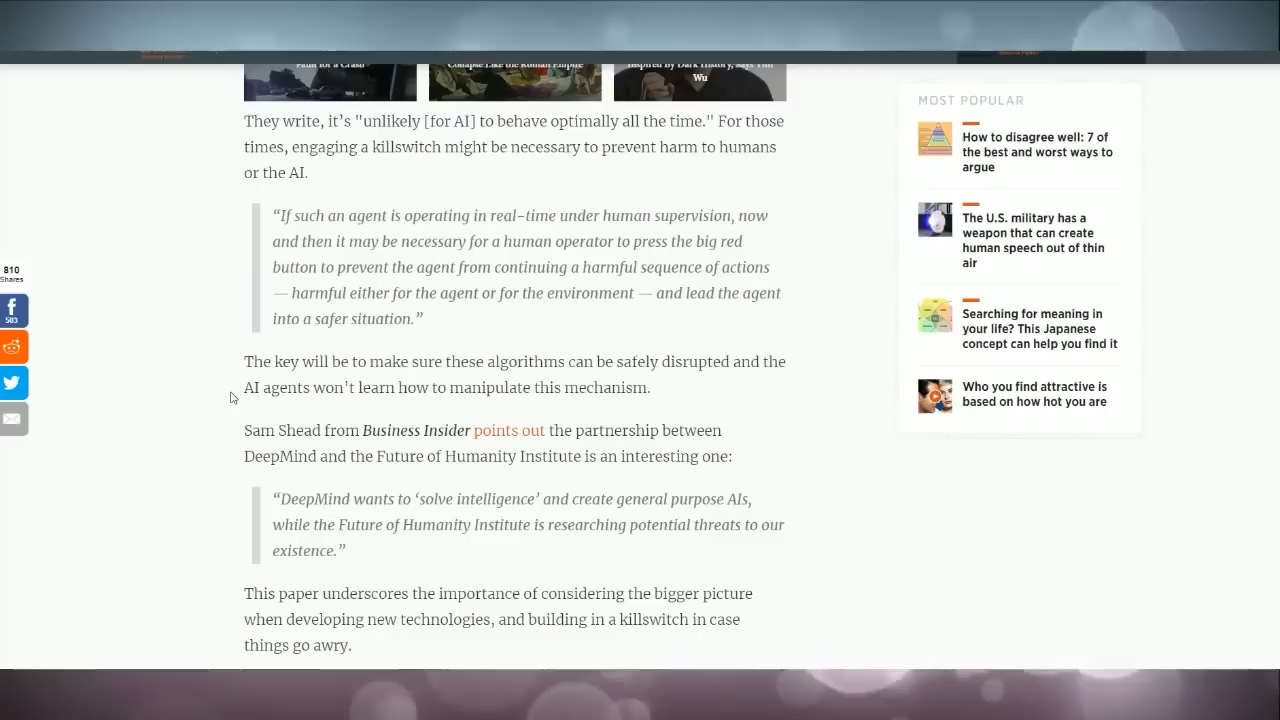 Collapse Like the Roman Empire
Wu
They write, it’s "unlikely [for AI] to behave optimally all the time." For those
times, engaging a killswitch might be necessary to prevent harm to humans
or the AI.
“If such an agent is operating in real-time under human supervision, now
and then it may be necessary for a human operator to press the big red
button to prevent the agent from continuing a harmful sequence of actions
— harmful either for the agent or for the environment — and lead the agent
into a safer situation.”
The key will be to make sure these algorithms can be safely disrupted and the
AI agents won’t learn how to manipulate this mechanism.
Sam Shead from Business Insider points out the partnership between
DeepMind and the Future of Humanity Institute is an interesting one:
“DeepMind wants to ‘solve intelligence’ and create general purpose AIs,
while the Future of Humanity Institute is researching potential threats to our
existence.”
This paper underscores the importance of considering the bigger picture
when developing new technologies, and building in a killswitch in case
things go awry.
810
Shares
503
MOST POPULAR
How to disagree well: 7 of
the best and worst ways to
argue
The U.S. military has a
weapon that can create
human speech out of thin
air
Searching for meaning in
your life? This Japanese
concept can help you find it
Who you find attractive is
based on how hot you are